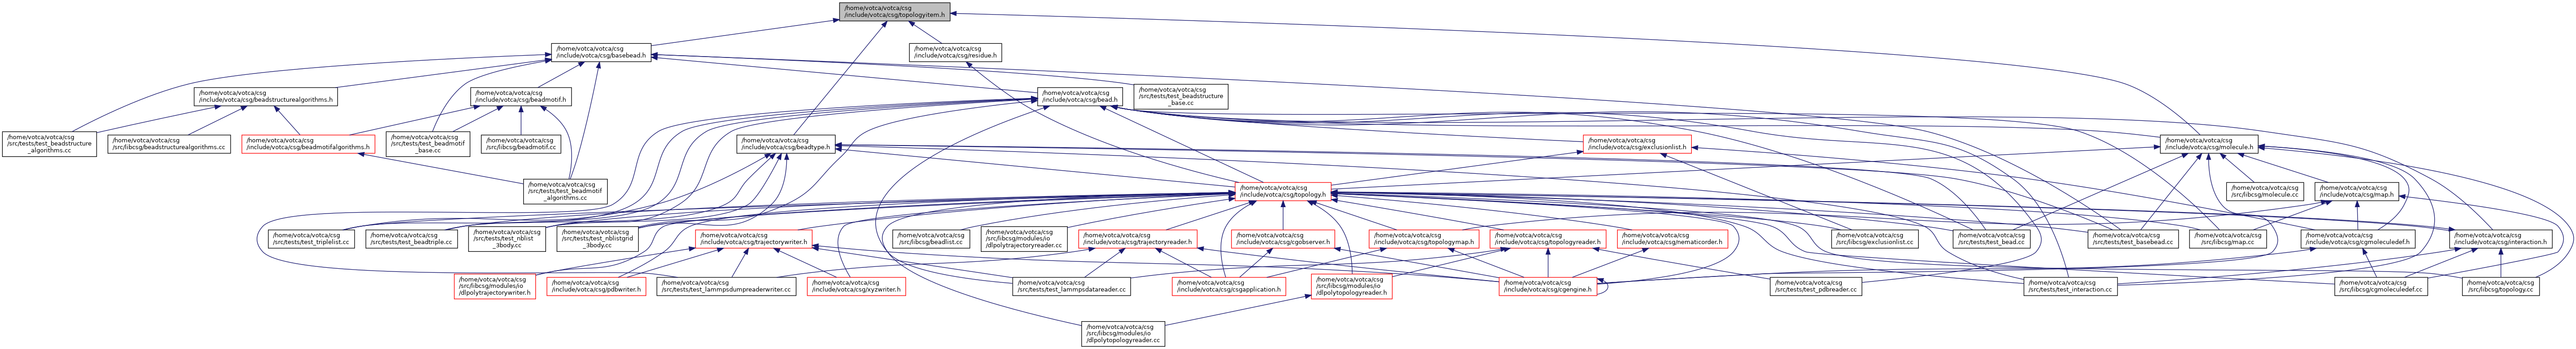 /home/votca/votca/csg
/include/votca/csg/topologyitem.h
/home/votca/votca/csg
/include/votca/csg/basebead.h
/home/votca/votca/csg
/include/votca/csg/residue.h
/home/votca/votca/csg
/include/votca/csg/beadstructurealgorithms.h
/home/votca/votca/csg
/include/votca/csg/beadmotif.h
/home/votca/votca/csg
/include/votca/csg/bead.h
/home/votca/votca/csg
/src/tests/test_beadstructure
_base.cc
/home/votca/votca/csg
/src/tests/test_beadstructure
_algorithms.cc
/home/votca/votca/csg
/src/libcsg/beadstructurealgorithms.cc
/home/votca/votca/csg
/include/votca/csg/beadmotifalgorithms.h
/home/votca/votca/csg
/src/tests/test_beadmotif
_base.cc
/home/votca/votca/csg
/src/libcsg/beadmotif.cc
/home/votca/votca/csg
/include/votca/csg/beadtype.h
/home/votca/votca/csg
/include/votca/csg/exclusionlist.h
/home/votca/votca/csg
/include/votca/csg/molecule.h
/home/votca/votca/csg
/src/tests/test_beadmotif
_algorithms.cc
/home/votca/votca/csg
/include/votca/csg/topology.h
/home/votca/votca/csg
/src/libcsg/molecule.cc
/home/votca/votca/csg
/include/votca/csg/map.h
/home/votca/votca/csg
/src/tests/test_triplelist.cc
/home/votca/votca/csg
/src/tests/test_beadtriple.cc
/home/votca/votca/csg
/src/tests/test_nblist
_3body.cc
/home/votca/votca/csg
/src/tests/test_nblistgrid
_3body.cc
/home/votca/votca/csg
/include/votca/csg/trajectorywriter.h
/home/votca/votca/csg
/src/libcsg/beadlist.cc
/home/votca/votca/csg
/src/libcsg/modules/io
/dlpolytrajectoryreader.cc
/home/votca/votca/csg
/include/votca/csg/trajectoryreader.h
/home/votca/votca/csg
/include/votca/csg/cgobserver.h
/home/votca/votca/csg
/include/votca/csg/topologymap.h
/home/votca/votca/csg
/include/votca/csg/topologyreader.h
/home/votca/votca/csg
/include/votca/csg/nematicorder.h
/home/votca/votca/csg
/src/libcsg/exclusionlist.cc
/home/votca/votca/csg
/src/tests/test_bead.cc
/home/votca/votca/csg
/src/tests/test_basebead.cc
/home/votca/votca/csg
/src/libcsg/map.cc
/home/votca/votca/csg
/include/votca/csg/cgmoleculedef.h
/home/votca/votca/csg
/include/votca/csg/interaction.h
/home/votca/votca/csg
/src/libcsg/modules/io
/dlpolytrajectorywriter.h
/home/votca/votca/csg
/include/votca/csg/pdbwriter.h
/home/votca/votca/csg
/src/tests/test_lammpsdumpreaderwriter.cc
/home/votca/votca/csg
/include/votca/csg/xyzwriter.h
/home/votca/votca/csg
/src/tests/test_lammpsdatareader.cc
/home/votca/votca/csg
/include/votca/csg/csgapplication.h
/home/votca/votca/csg
/src/libcsg/modules/io
/dlpolytopologyreader.h
/home/votca/votca/csg
/include/votca/csg/cgengine.h
/home/votca/votca/csg
/src/tests/test_pdbreader.cc
/home/votca/votca/csg
/src/tests/test_interaction.cc
/home/votca/votca/csg
/src/libcsg/cgmoleculedef.cc
/home/votca/votca/csg
/src/libcsg/topology.cc
/home/votca/votca/csg
/src/libcsg/modules/io
/dlpolytopologyreader.cc